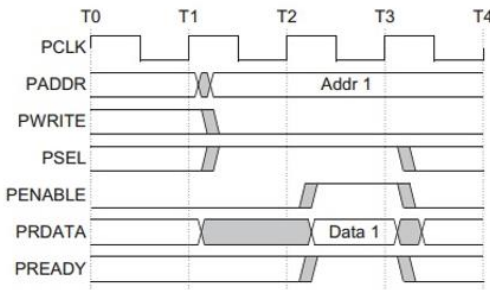 T0 T1 T2 T3 T4
PCLK
PADDR Addr 1
PWRITE
PSEL
PENABLE
PRDATA Data 1
PREADY